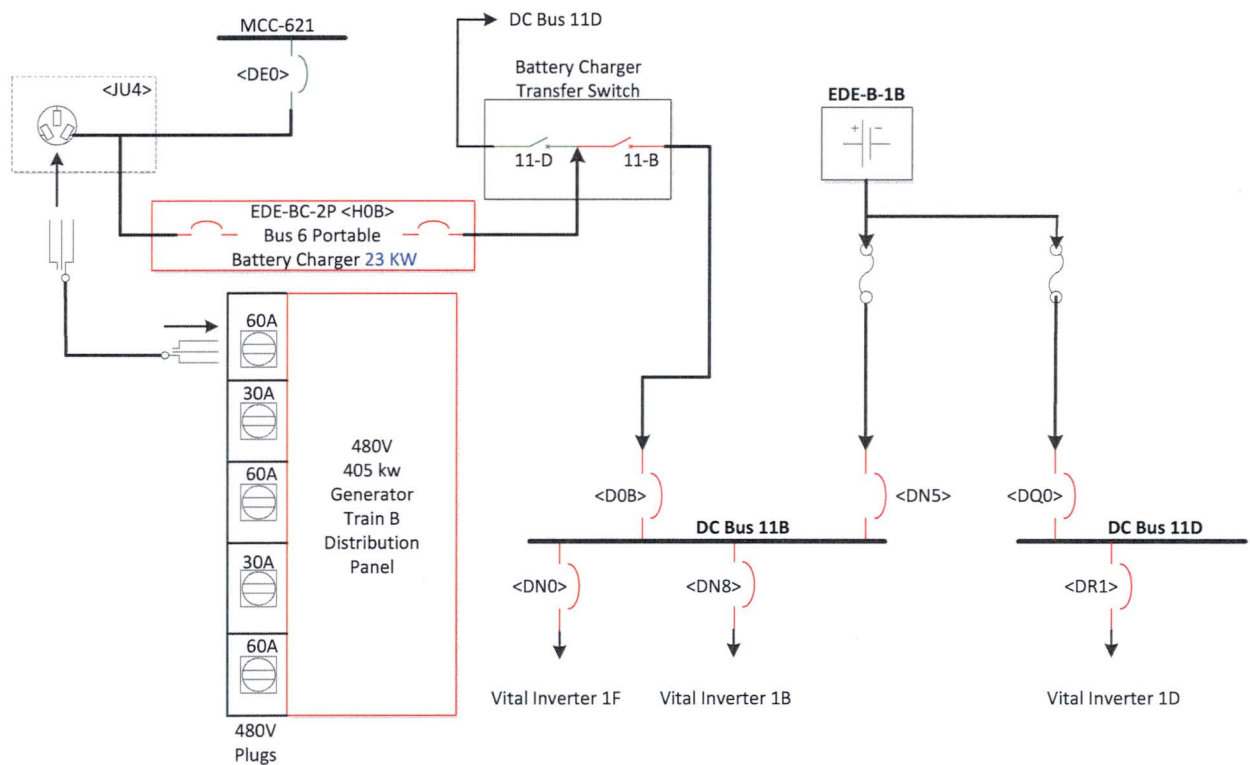 MCC-621
<DE0>
<JU4>
DC Bus 11D
Battery Charger
Transfer Switch
11-D
11-B
EDE-B-1B
+ -
EDE-BC-2P <H0B>
Bus 6 Portable
Battery Charger 23 KW
60A
30A
60A
30A
60A
480V
405 kw
Generator
Train B
Distribution
Panel
480V
Plugs
<D0B>
<DN5>
<DQ0>
DC Bus 11B
DC Bus 11D
<DN0>
<DN8>
<DR1>
Vital Inverter 1F
Vital Inverter 1B
Vital Inverter 1D